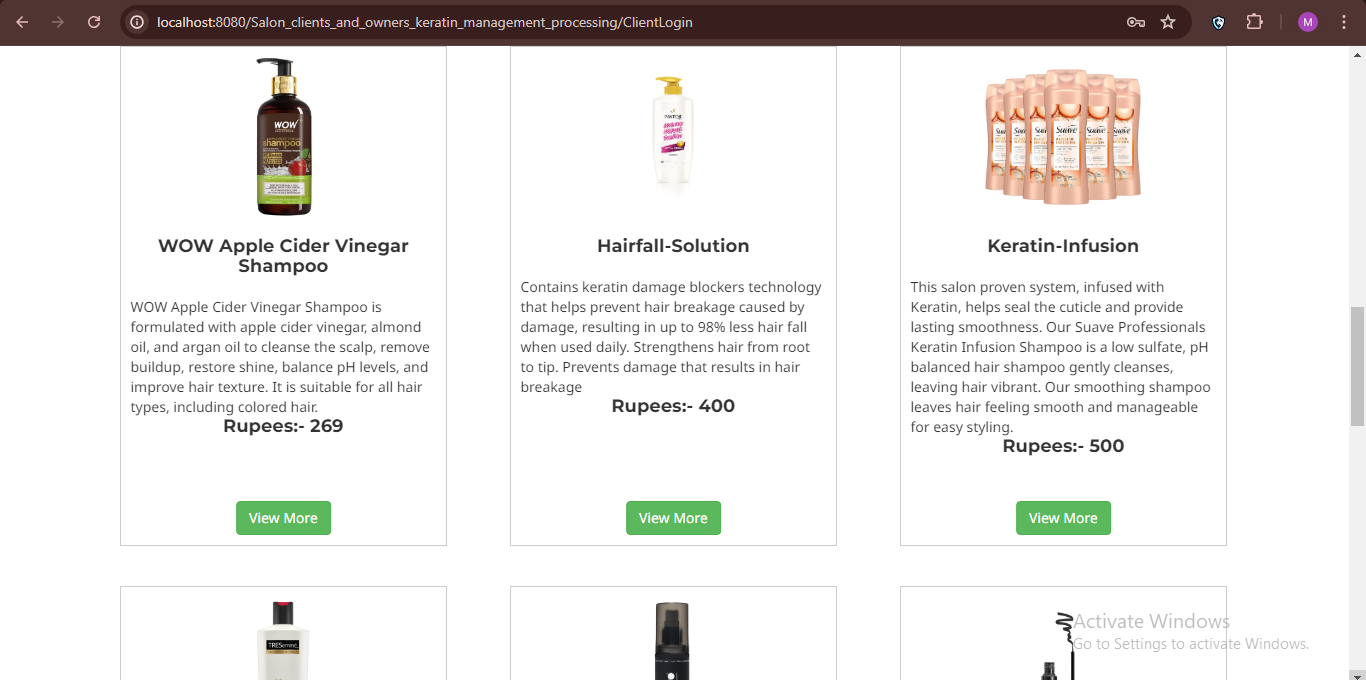 localhost:8080/Salon_clients_and_owners_keratin_management_processing/ClientLogin
M
WOW
shampoo
WOW Apple Cider Vinegar
Shampoo
WOW Apple Cider Vinegar Shampoo is
formulated with apple cider vinegar, almond
oil, and argan oil to cleanse the scalp, remove
buildup, restore shine, balance pH levels, and
improve hair texture. It is suitable for all hair
types, including colored hair.
Rupees:- 269
View More
PANTENE
Hairfall-Solution
Contains keratin damage blockers technology
that helps prevent hair breakage caused by
damage, resulting in up to 98% less hair fall
when used daily. Strengthens hair from root
to tip. Prevents damage that results in hair
breakage
Rupees:- 400
View More
Suave
Keratin-Infusion
This salon proven system, infused with
Keratin, helps seal the cuticle and provide
lasting smoothness. Our Suave Professionals
Keratin Infusion Shampoo is a low sulfate, pH
balanced hair shampoo gently cleanses,
leaving hair vibrant. Our smoothing shampoo
leaves hair feeling smooth and manageable
for easy styling.
Rupees:- 500
View More
TRESemmé
Activate Windows
Go to Settings to activate Windows.